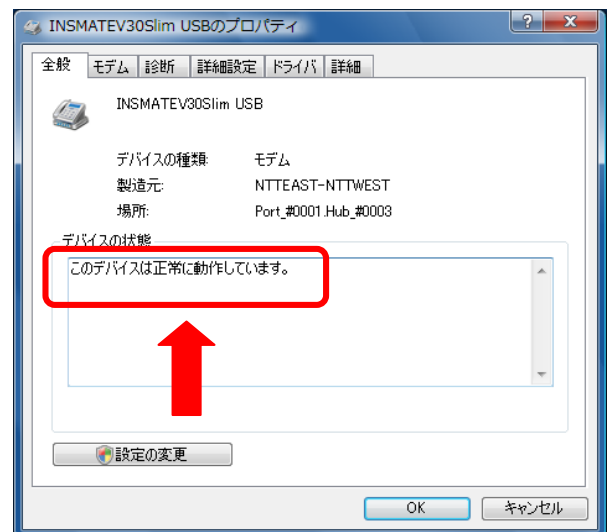 INSMATEV30Slim USBのプロパティ
全般 モデム 診断 詳細設定 ドライバ 詳細
INSMATEV30Slim USB
デバイスの種類: モデム
製造元: NTTEAST-NTTWEST
場所: Port_#0001.Hub_#0003
デバイスの状態
このデバイスは正常に動作しています。
設定の変更
OK キャンセル